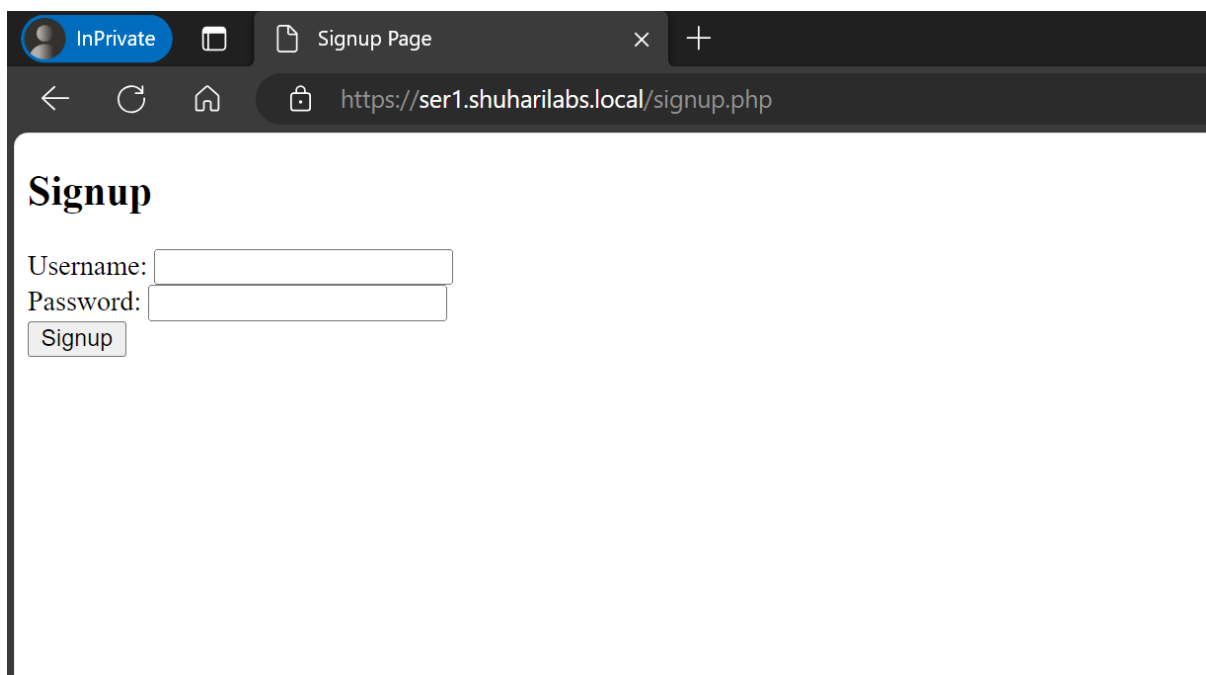 InPrivate
Signup Page
https://ser1.shuharilabs.local/signup.php
Signup
Username:
Password:
Signup